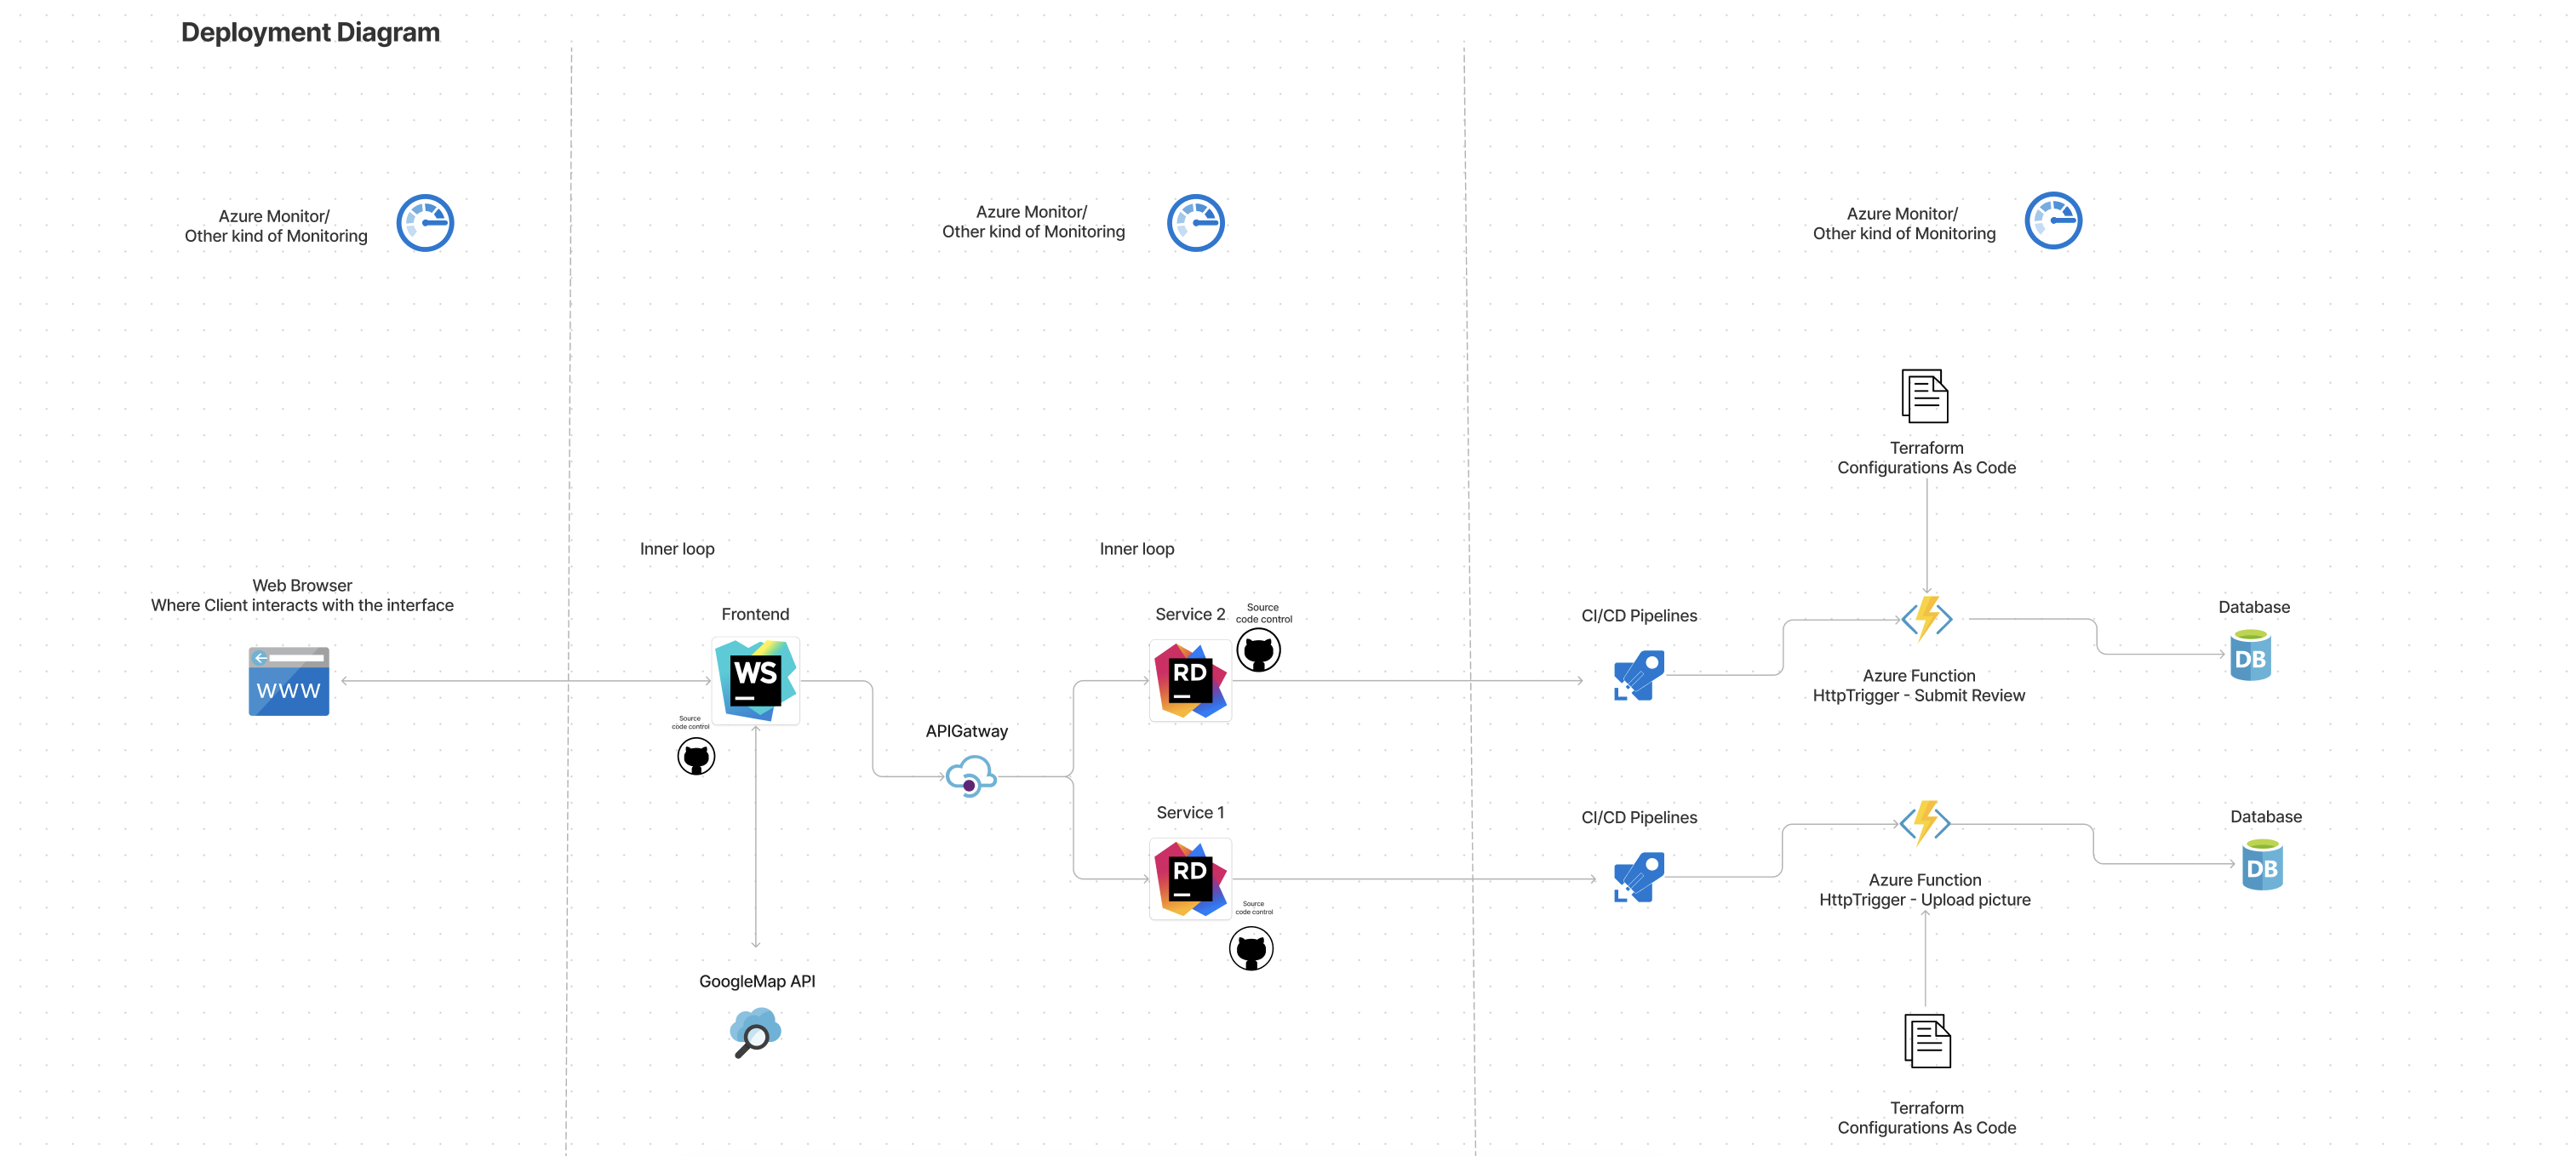 Deployment Diagram
Azure Monitor/
Other kind of Monitoring
Azure Monitor/
Other kind of Monitoring
Azure Monitor/
Other kind of Monitoring
Terraform
Configurations As Code
Inner loop
Inner loop
Web Browser
Where Client interacts with the interface
WWW
Frontend
WS
Source
code control
Service 2
Source
code control
RD
APIGatway
Service 1
RD
Source
code control
GoogleMap API
CI/CD Pipelines
Azure Function
HttpTrigger - Submit Review
Database
DB
CI/CD Pipelines
Azure Function
HttpTrigger - Upload picture
Database
DB
Terraform
Configurations As Code